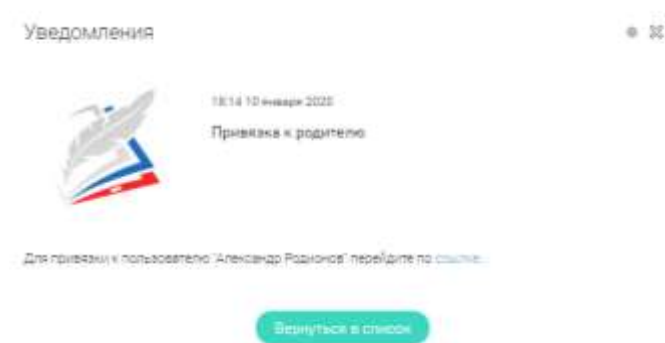 Уведомления
18:14 10 января 2020
Привязка к родителю
Для привязки к пользователю "Александр Родионов" перейдите по ссылке.
Вернуться в список